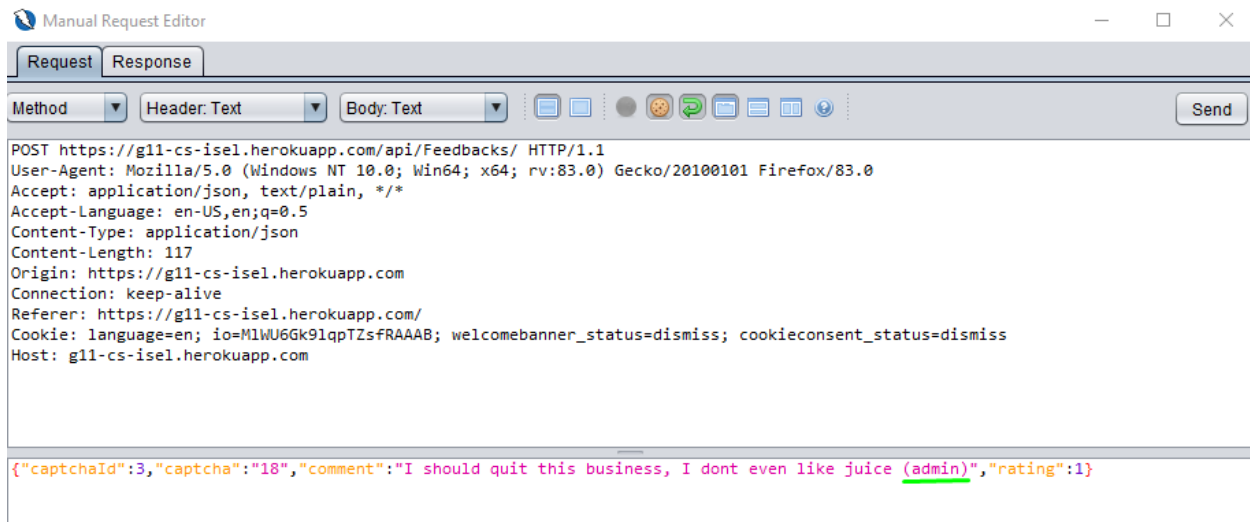 Manual Request Editor
Request Response
Method Header: Text Body: Text Send
POST https://g11-cs-isel.herokuapp.com/api/Feedbacks/ HTTP/1.1
User-Agent: Mozilla/5.0 (Windows NT 10.0; Win64; x64; rv:83.0) Gecko/20100101 Firefox/83.0
Accept: application/json, text/plain, */*
Accept-Language: en-US,en;q=0.5
Content-Type: application/json
Content-Length: 117
Origin: https://g11-cs-isel.herokuapp.com
Connection: keep-alive
Referer: https://g11-cs-isel.herokuapp.com/
Cookie: language=en; io=MlWU6Gk9lqpTZsfRAAAB; welcomebanner_status=dismiss; cookieconsent_status=dismiss
Host: g11-cs-isel.herokuapp.com
{"captchaId":3,"captcha":"18","comment":"I should quit this business, I dont even like juice (admin)","rating":1}